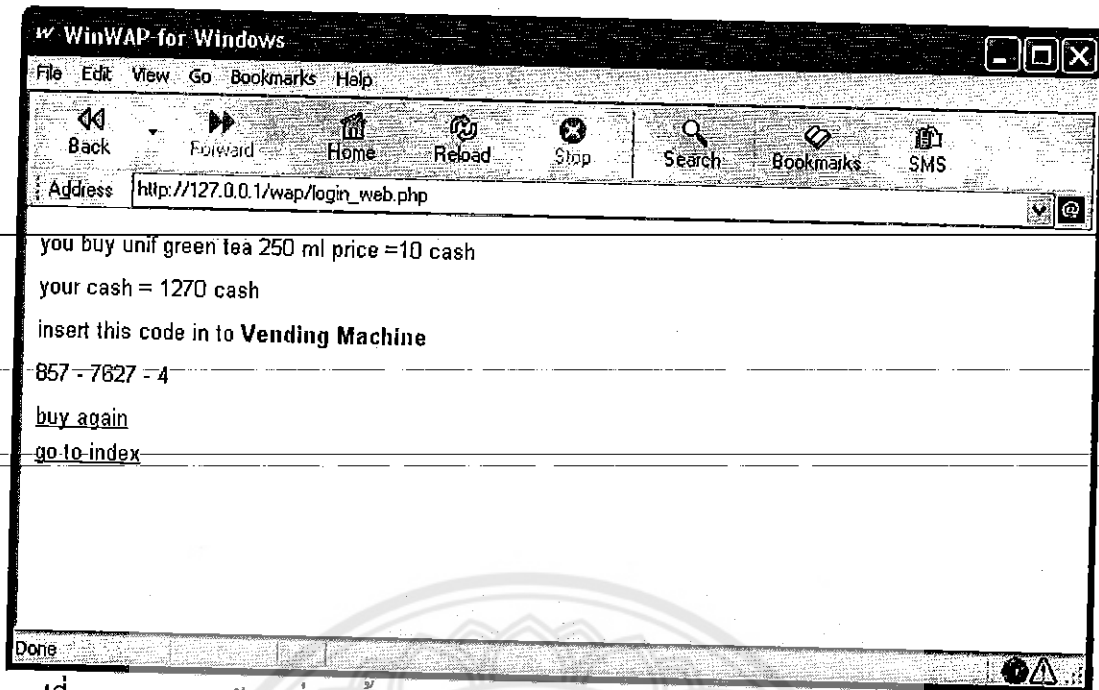 WinWAP for Windows
File Edit View Go Bookmarks Help
Back Forward Home Reload Stop Search Bookmarks SMS
Address http://127.0.0.1/wap/login_web.php
you buy unif green tea 250 ml price =10 cash
your cash = 1270 cash
insert this code in to Vending Machine
857 - 7627 - 4
buy again
go to index
Done